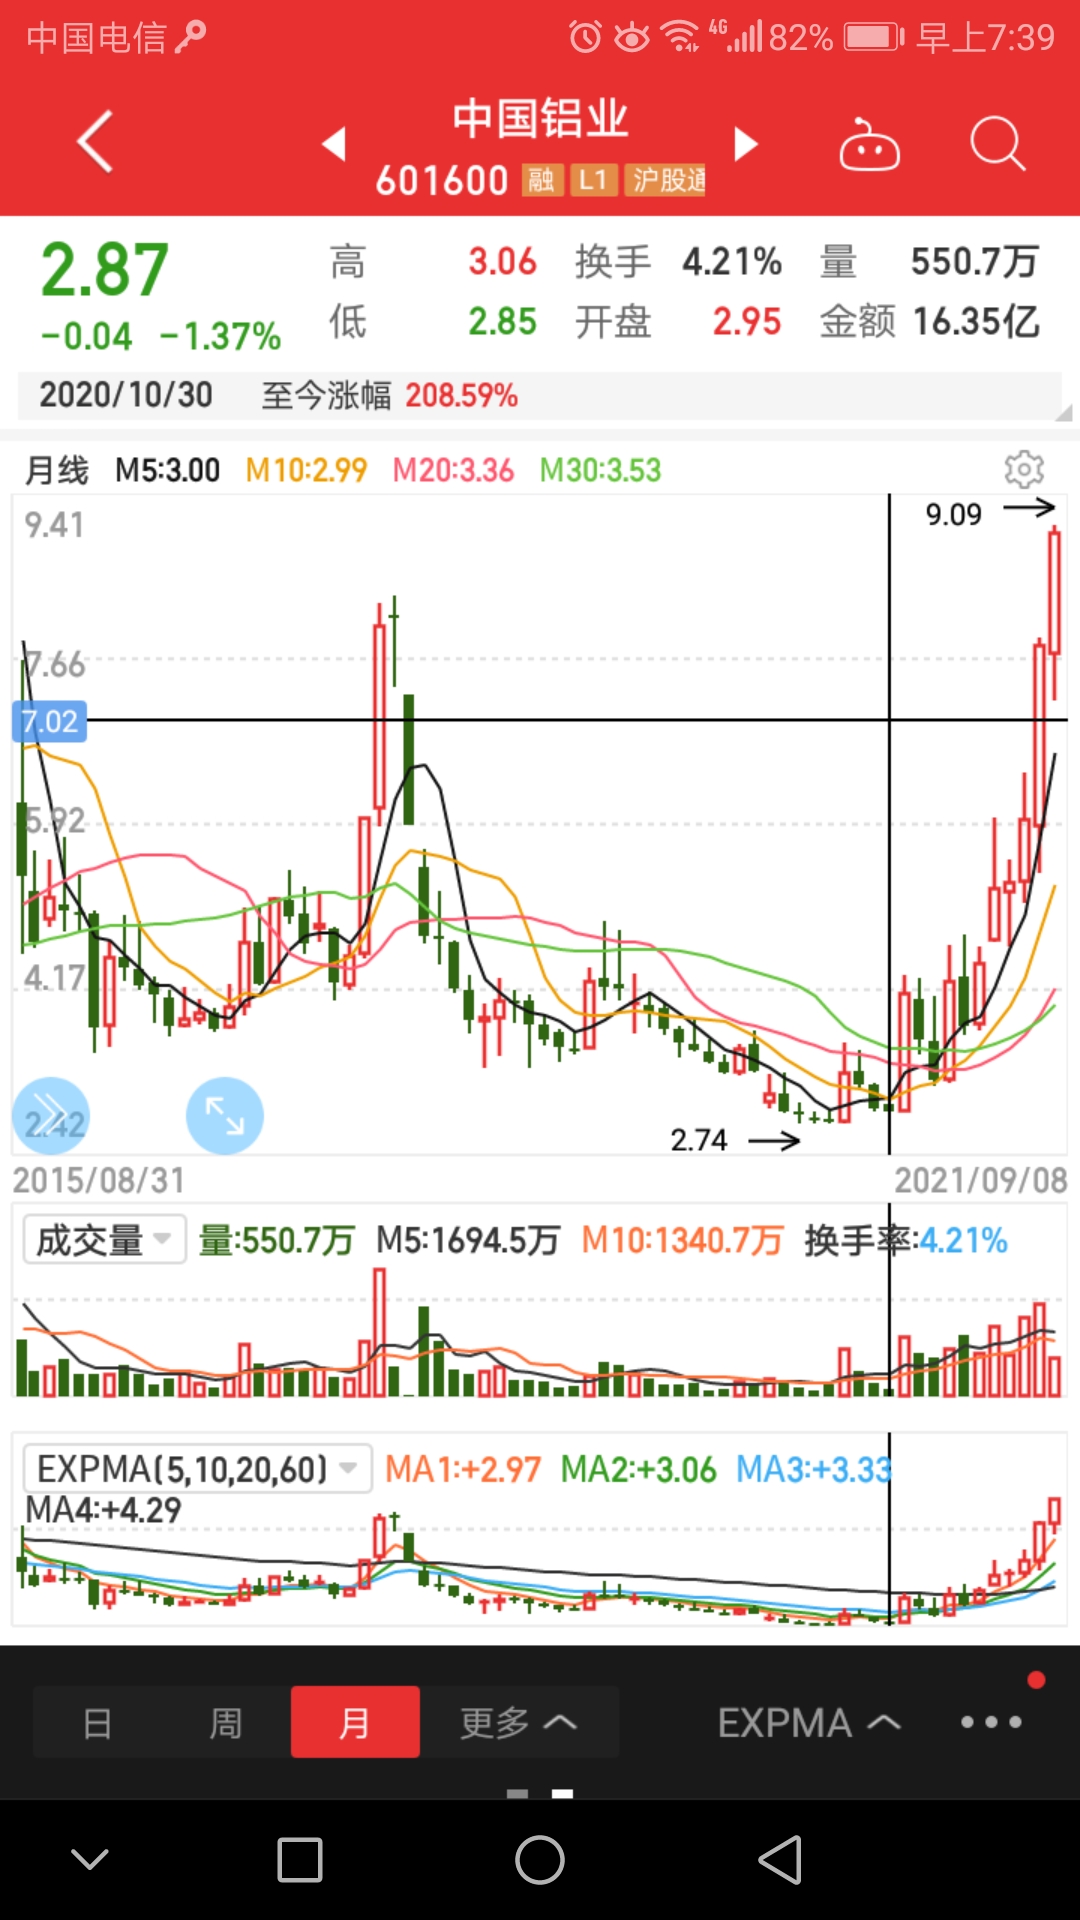 中国电信 4G 82% 早上7:39
中国铝业
601600 融 L1 沪股通
2.87 高 3.06 换手 4.21% 量 550.7万
-0.04 -1.37% 低 2.85 开盘 2.95 金额 16.35亿
2020/10/30 至今涨幅 208.59%
月线 M5:3.00 M10:2.99 M20:3.36 M30:3.53
9.41
9.09
7.66
7.02
5.92
4.17
2.42
2.74
2015/08/31 2021/09/08
成交量 量:550.7万 M5:1694.5万 M10:1340.7万 换手率:4.21%
EXPMA(5,10,20,60) MA1:+2.97 MA2:+3.06 MA3:+3.33
MA4:+4.29
日 周 月 更多 EXPMA